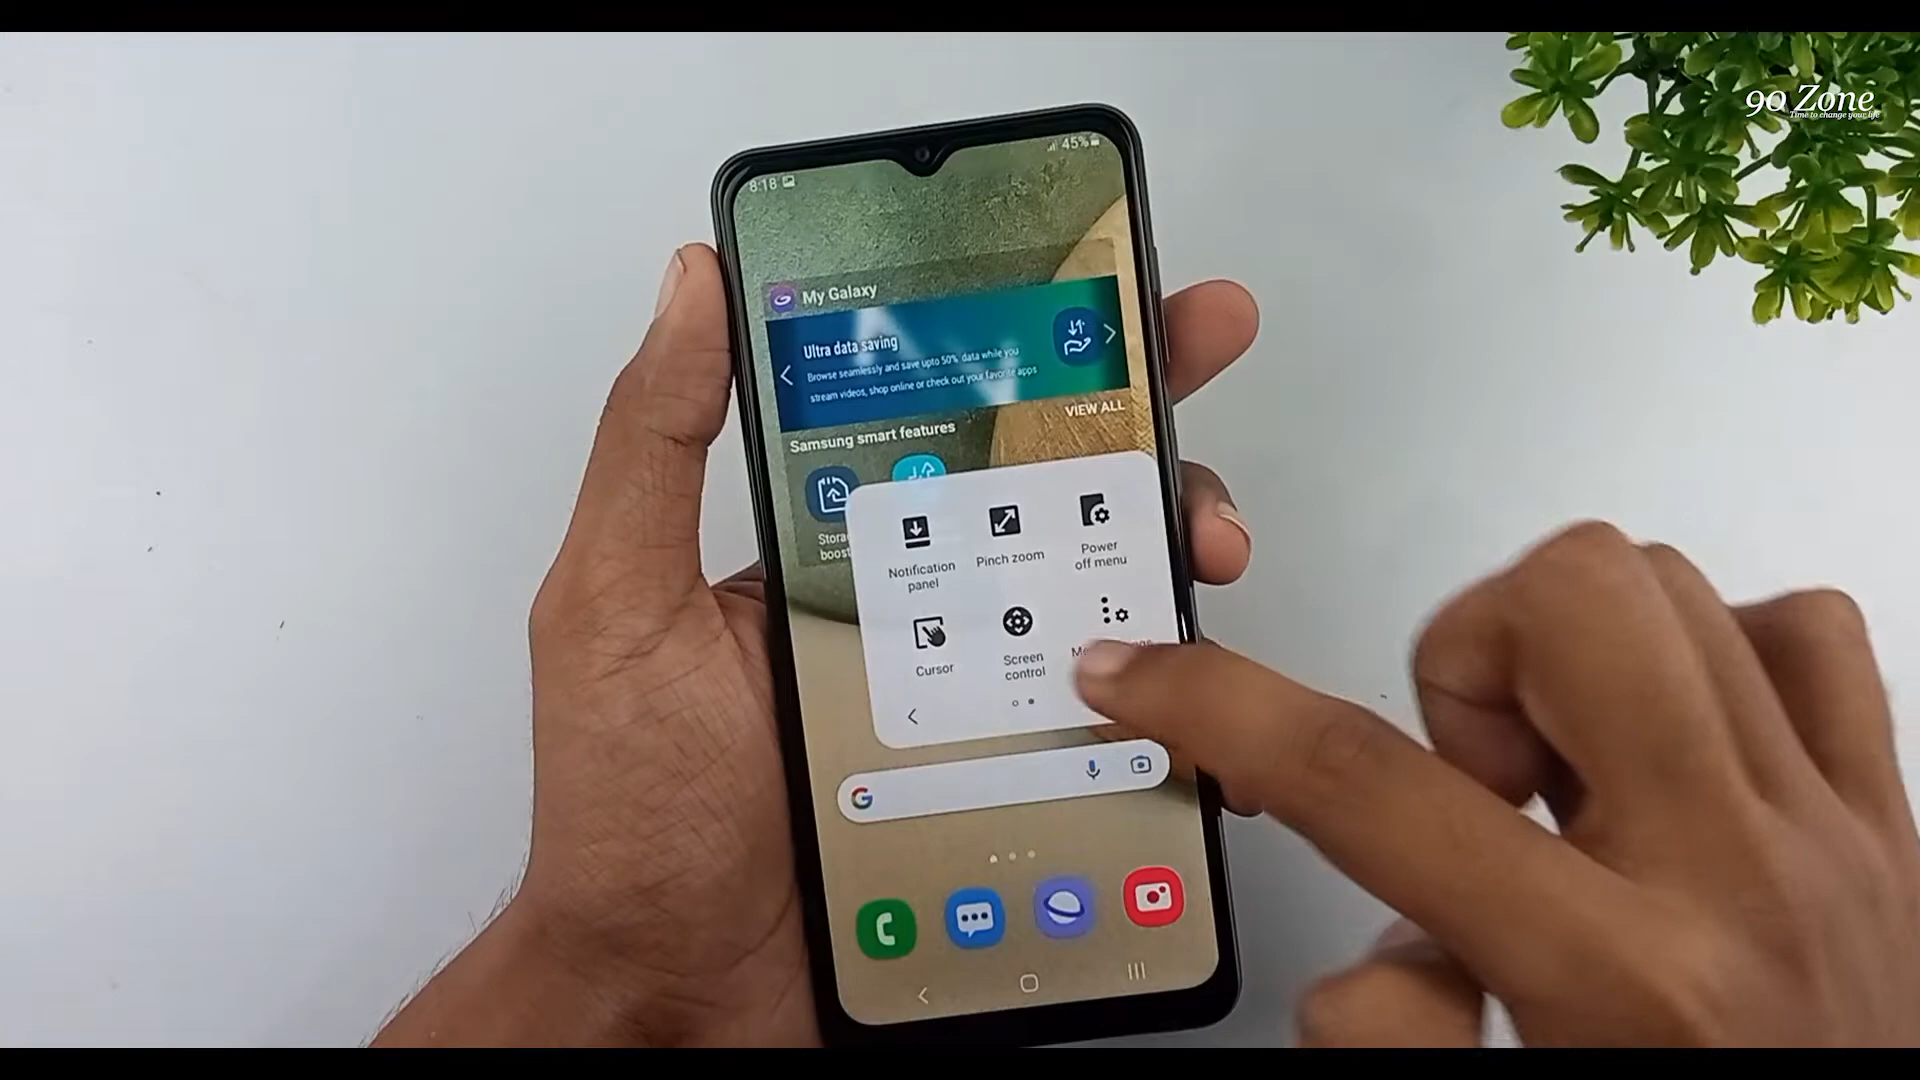 90 Zone
Time to change your life
8:18
45%
My Galaxy
Ultra data saving
Browse seamlessly and save upto 50% data while you
stream videos, shop online or check out your favorite apps
VIEW ALL
Samsung smart features
Notification
panel
Pinch zoom
Power
off menu
Cursor
Screen
control